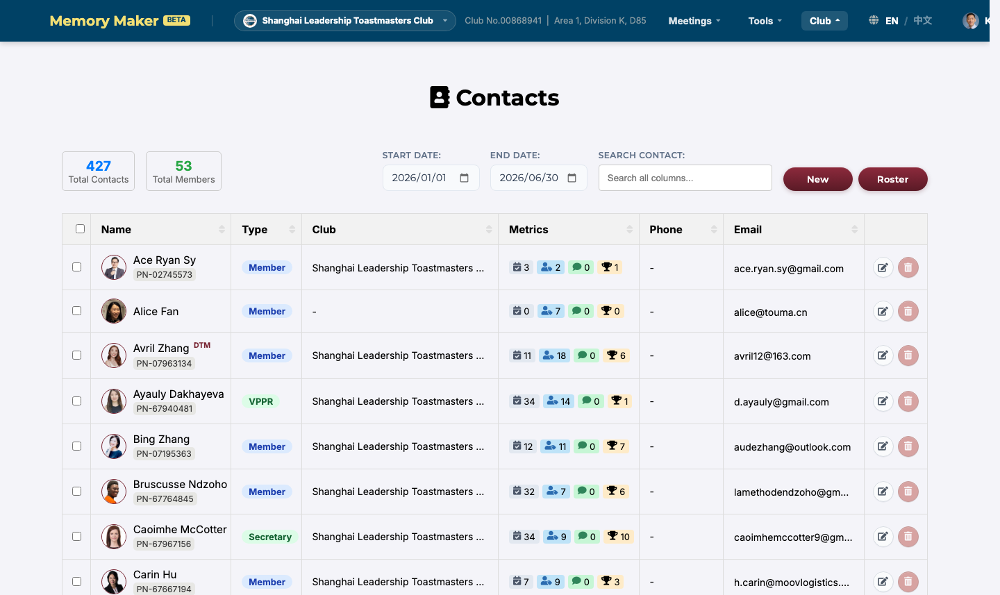 Memory Maker BETA
Shanghai Leadership Toastmasters Club
Club No.00868941 | Area 1, Division K, D85
Meetings
Tools
Club
EN / 中文
K
Contacts
427
Total Contacts
53
Total Members
START DATE:
2026/01/01
END DATE:
2026/06/30
SEARCH CONTACT:
Search all columns...
New
Roster
Name Type Club Metrics Phone Email
Ace Ryan Sy
PN-02745573
Member
Shanghai Leadership Toastmasters ...
3 2 0 1
-
ace.ryan.sy@gmail.com
Alice Fan
Member
-
0 7 0 0
-
alice@touma.cn
Avril Zhang DTM
PN-07963134
Member
Shanghai Leadership Toastmasters ...
11 18 0 6
-
avril12@163.com
Ayauly Dakhayeva
PN-67940481
VPPR
Shanghai Leadership Toastmasters ...
34 14 0 1
-
d.ayauly@gmail.com
Bing Zhang
PN-07195363
Member
Shanghai Leadership Toastmasters ...
12 11 0 7
-
audezhang@outlook.com
Bruscusse Ndzoho
PN-67764845
Member
Shanghai Leadership Toastmasters ...
32 7 0 6
-
lamethodendzoho@gm...
Caoimhe McCotter
PN-67967156
Secretary
Shanghai Leadership Toastmasters ...
34 9 0 10
-
caoimhemccotter9@gm...
Carin Hu
PN-67667194
Member
Shanghai Leadership Toastmasters ...
7 9 0 3
-
h.carin@moovlogistics....